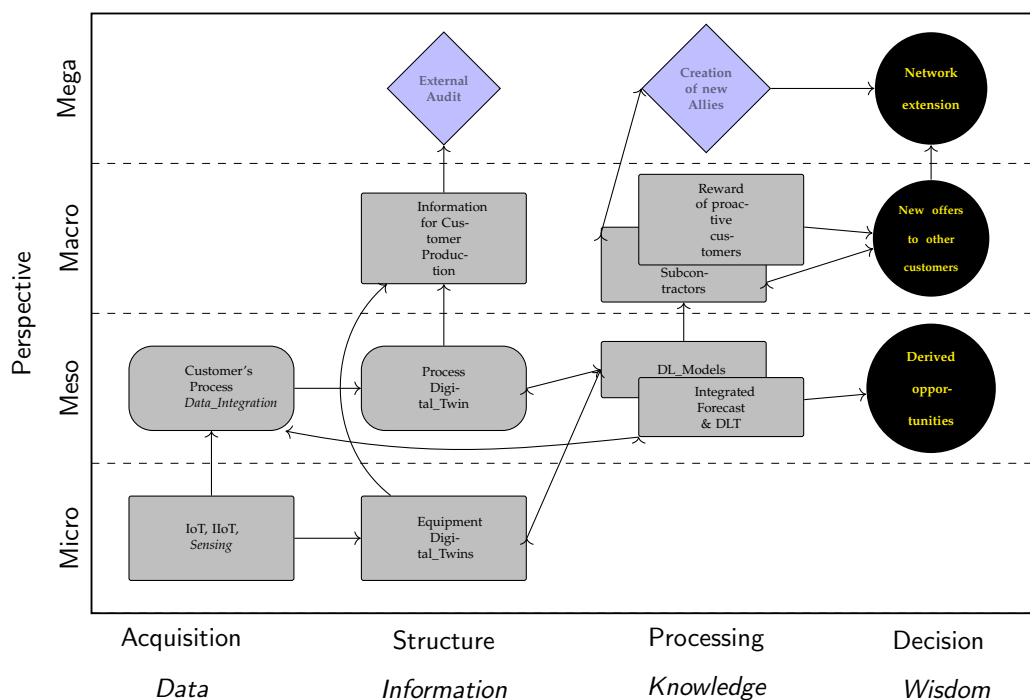 Perspective
Mega
External
Audit
Creation
of new
Allies
Network
extension
Macro
Information
for Cus-
tomer
Produc-
tion
Reward
of proac-
tive
cus-
tomers
Subcon-
tractors
New offers
to other
customers
Meso
Customer's
Process
Data_Integration
Process
Digi-
tal_Twin
DL_Models
Integrated
Forecast
& DLT
Derived
oppor-
tunities
Micro
IoT, IIoT,
Sensing
Equipment
Digi-
tal_Twins
Acquisition
Structure
Processing
Decision
Data
Information
Knowledge
Wisdom